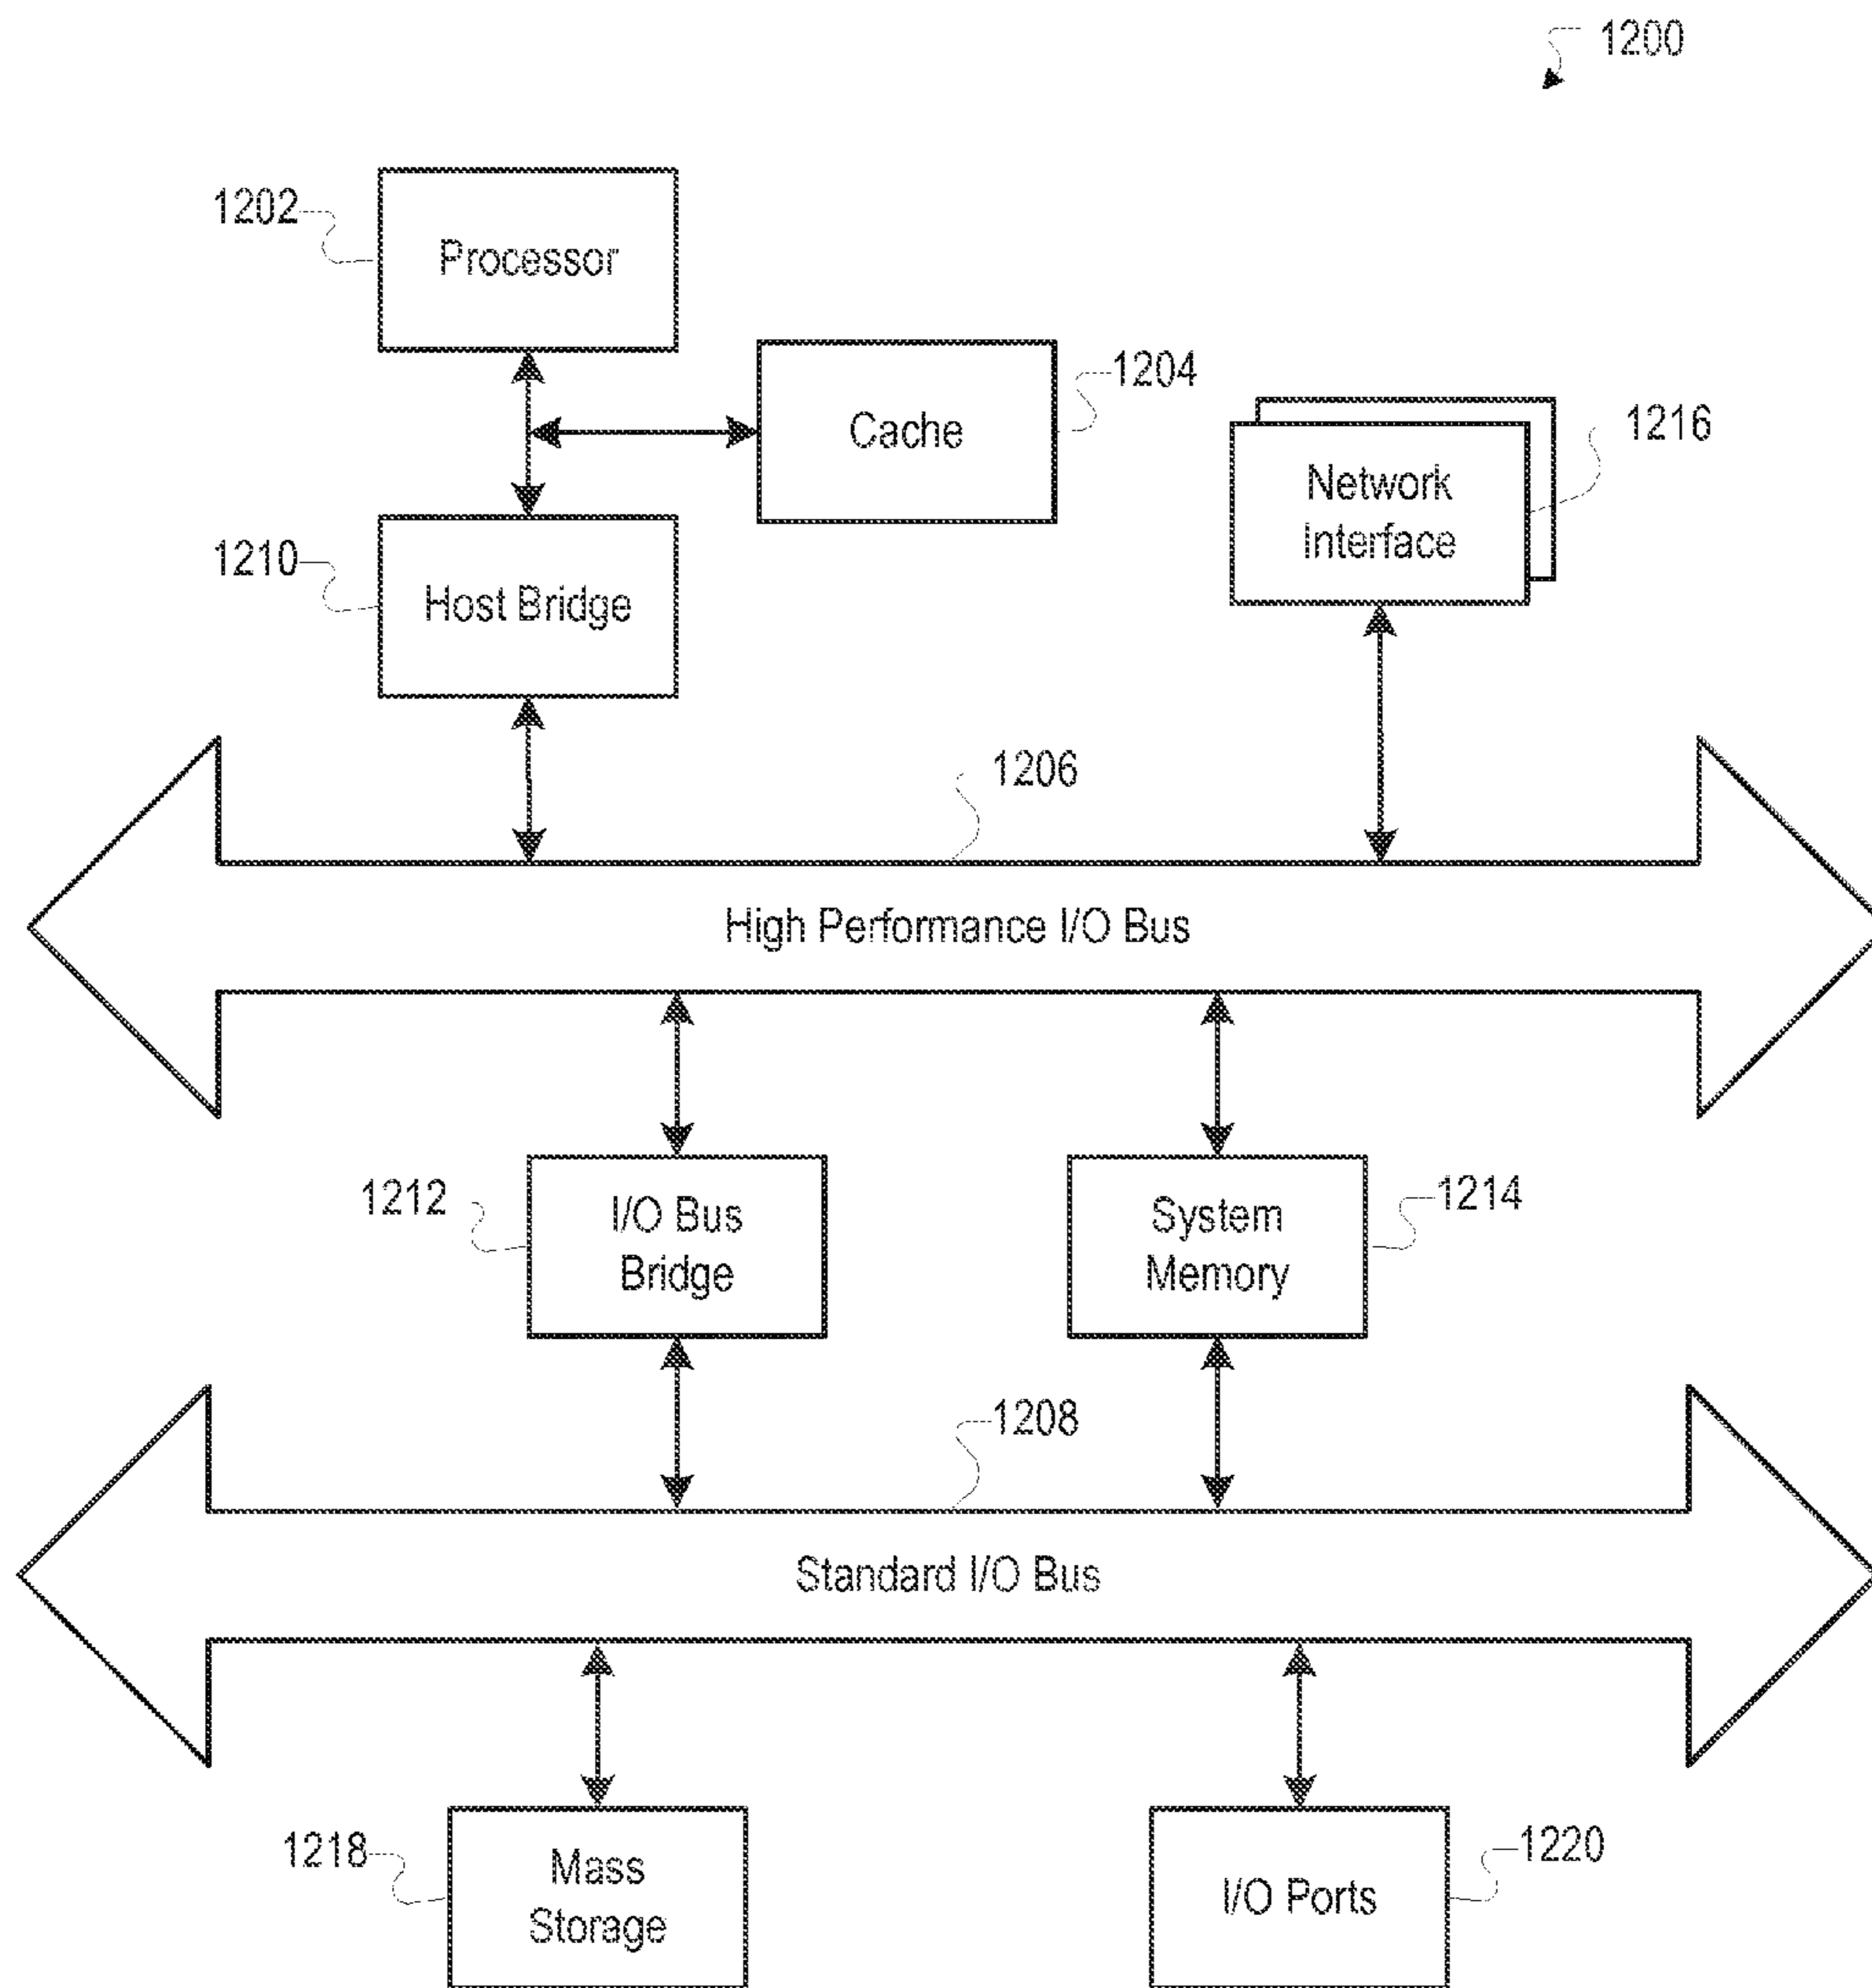 1200
1202
Processor
Cache
1204
Network
Interface
1216
1210
Host Bridge
1206
High Performance I/O Bus
1212
I/O Bus
Bridge
System
Memory
1214
1208
Standard I/O Bus
1218
Mass
Storage
I/O Ports
1220